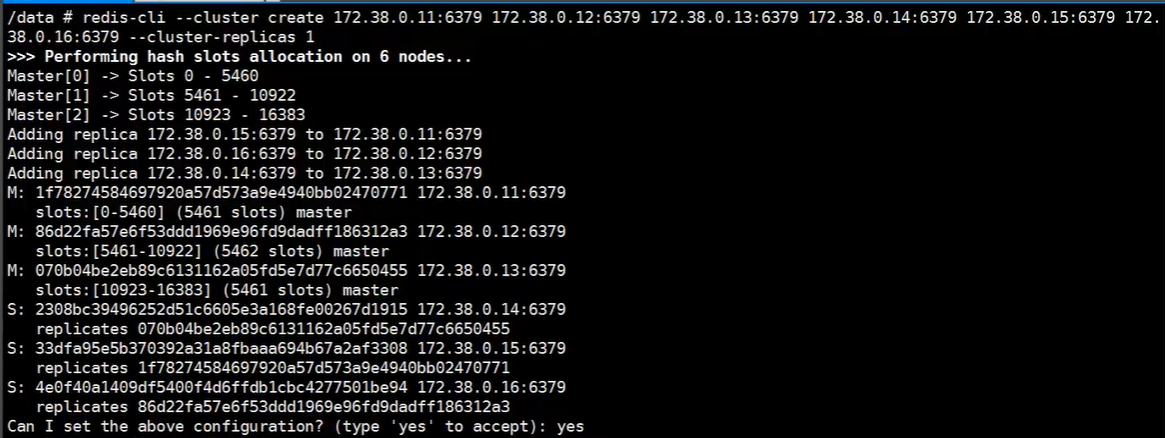 /data # redis-cli --cluster create 172.38.0.11:6379 172.38.0.12:6379 172.38.0.13:6379 172.38.0.14:6379 172.38.0.15:6379 172.
38.0.16:6379 --cluster-replicas 1
>>> Performing hash slots allocation on 6 nodes...
Master[0] -> Slots 0 - 5460
Master[1] -> Slots 5461 - 10922
Master[2] -> Slots 10923 - 16383
Adding replica 172.38.0.15:6379 to 172.38.0.11:6379
Adding replica 172.38.0.16:6379 to 172.38.0.12:6379
Adding replica 172.38.0.14:6379 to 172.38.0.13:6379
M: 1f78274584697920a57d573a9e4940bb02470771 172.38.0.11:6379
   slots:[0-5460] (5461 slots) master
M: 86d22fa57e6f53ddd1969e96fd9dadff186312a3 172.38.0.12:6379
   slots:[5461-10922] (5462 slots) master
M: 070b04be2eb89c6131162a05fd5e7d77c6650455 172.38.0.13:6379
   slots:[10923-16383] (5461 slots) master
S: 2308bc39496252d51c6605e3a168fe00267d1915 172.38.0.14:6379
   replicates 070b04be2eb89c6131162a05fd5e7d77c6650455
S: 33dfa95e5b370392a31a8fbaaa694b67a2af3308 172.38.0.15:6379
   replicates 1f78274584697920a57d573a9e4940bb02470771
S: 4e0f40a1409df5400f4d6ffdb1cbc4277501be94 172.38.0.16:6379
   replicates 86d22fa57e6f53ddd1969e96fd9dadff186312a3
Can I set the above configuration? (type 'yes' to accept): yes